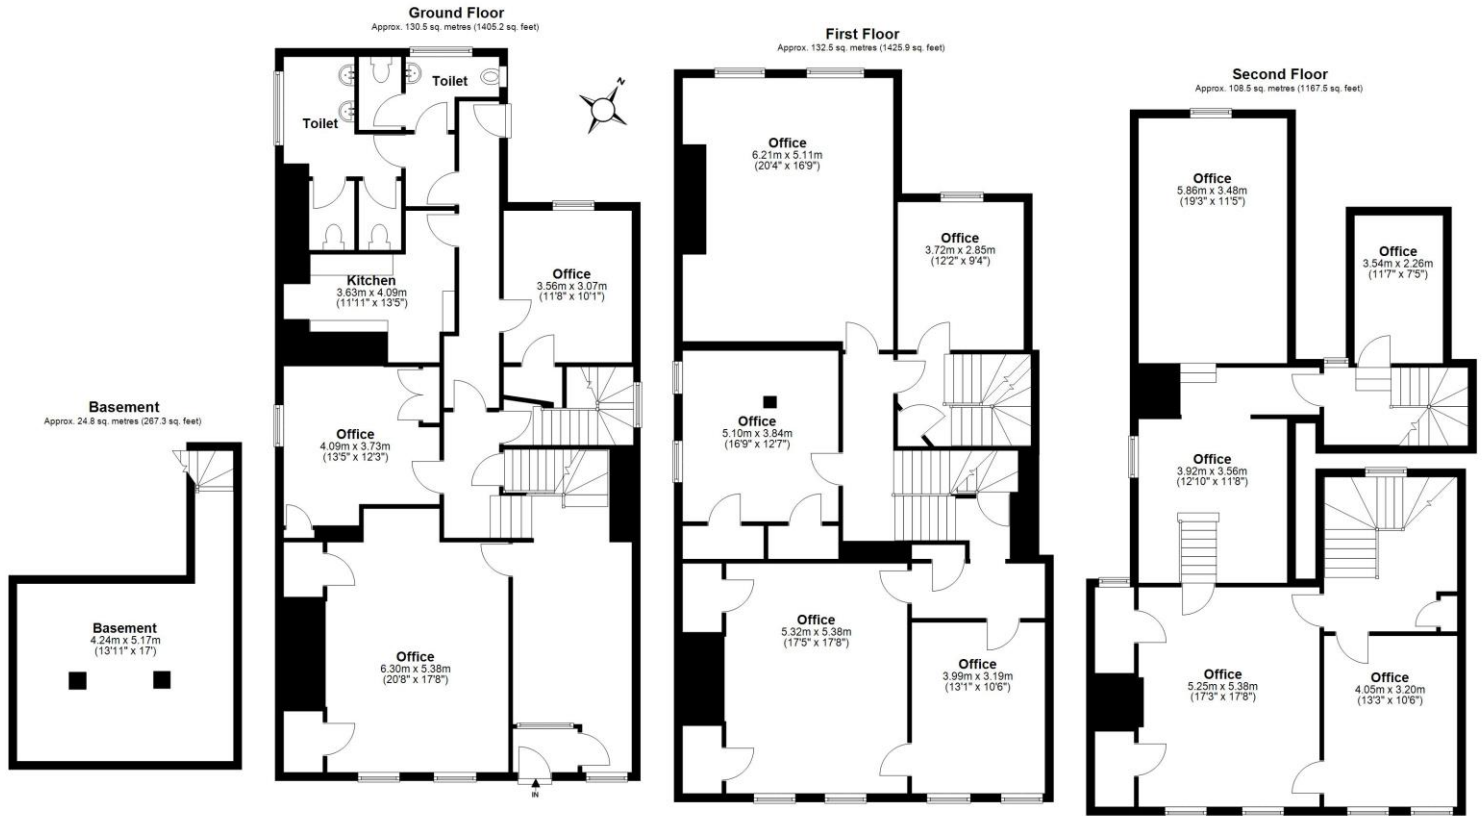 Ground Floor
Approx. 130.5 sq. metres (1405.2 sq. feet)
Toilet
Toilet
N
Kitchen
3.63m x 4.09m
(11'11" x 13'5")
Office
3.56m x 3.07m
(11'8" x 10'1")
Office
4.09m x 3.73m
(13'5" x 12'3")
Office
6.30m x 5.38m
(20'8" x 17'8")
IN
Basement
Approx. 24.8 sq. metres (267.3 sq. feet)
Basement
4.24m x 5.17m
(13'11" x 17')
First Floor
Approx. 132.5 sq. metres (1425.9 sq. feet)
Office
6.21m x 5.11m
(20'4" x 16'9")
Office
3.72m x 2.85m
(12'2" x 9'4")
Office
5.10m x 3.84m
(16'9" x 12'7")
Office
5.32m x 5.38m
(17'5" x 17'8")
Office
3.99m x 3.19m
(13'1" x 10'6")
Second Floor
Approx. 108.5 sq. metres (1167.5 sq. feet)
Office
5.86m x 3.48m
(19'3" x 11'5")
Office
3.54m x 2.26m
(11'7" x 7'5")
Office
3.92m x 3.56m
(12'10" x 11'8")
Office
5.25m x 5.38m
(17'3" x 17'8")
Office
4.05m x 3.20m
(13'3" x 10'6")